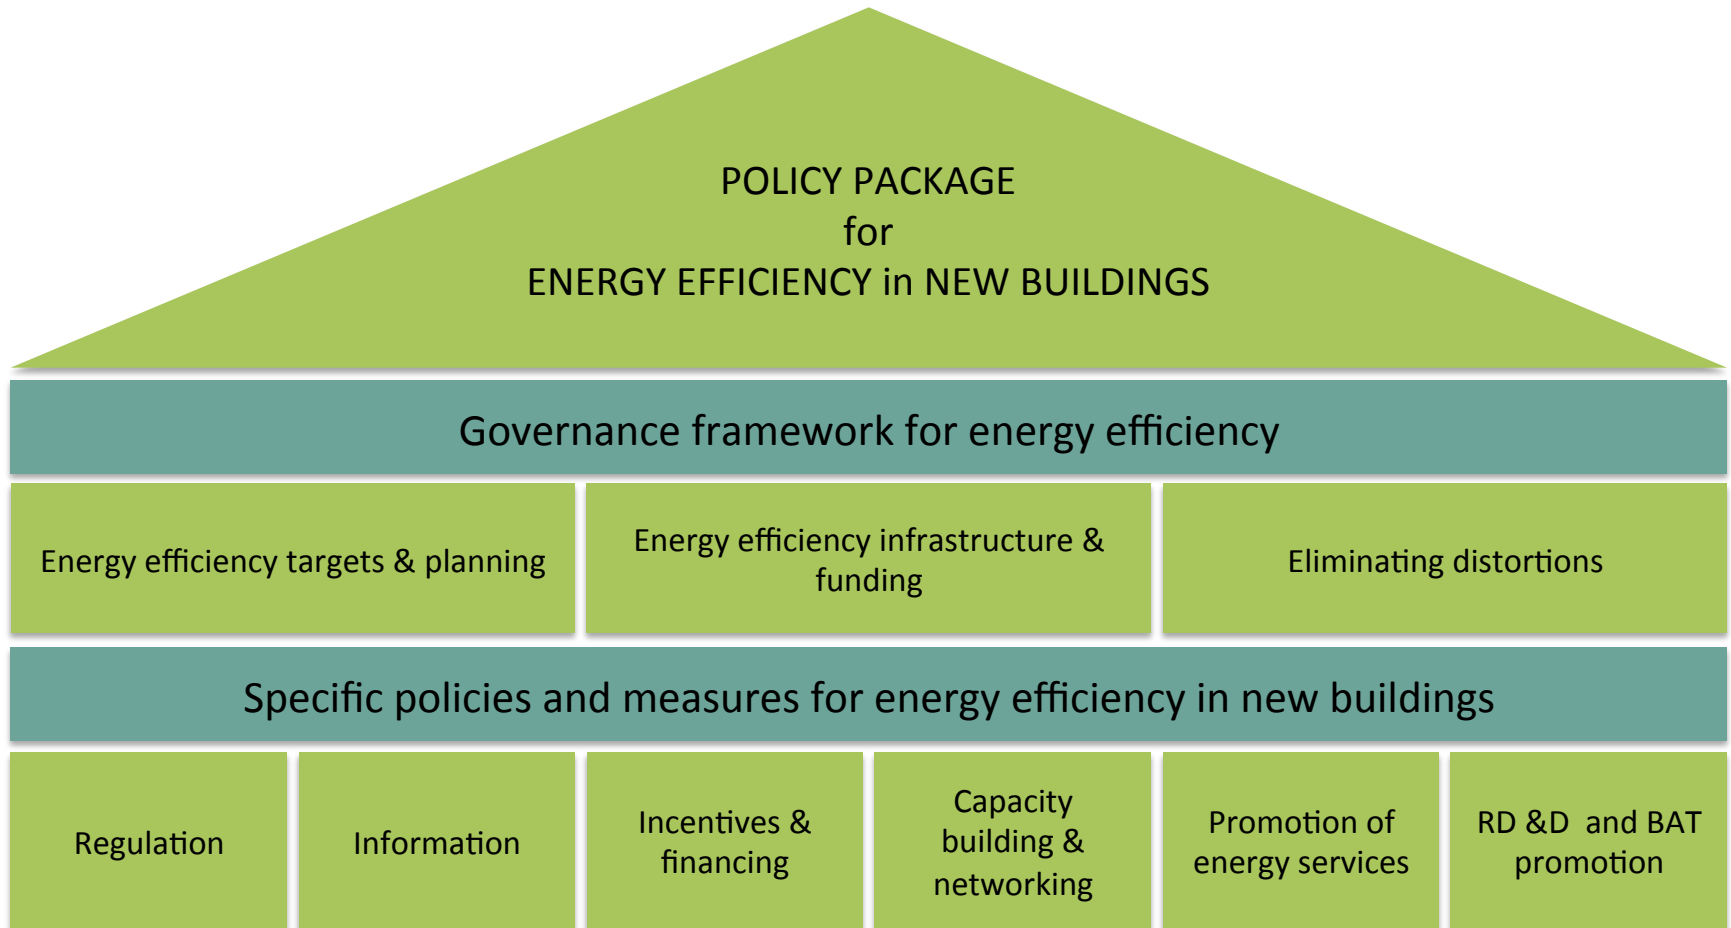 POLICY PACKAGE
for
ENERGY EFFICIENCY in NEW BUILDINGS
Governance framework for energy efficiency
Energy efficiency targets & planning
Energy efficiency infrastructure &
funding
Eliminating distortions
Specific policies and measures for energy efficiency in new buildings
Regulation
Information
Incentives &
financing
Capacity
building &
networking
Promotion of
energy services
RD &D and BAT
promotion